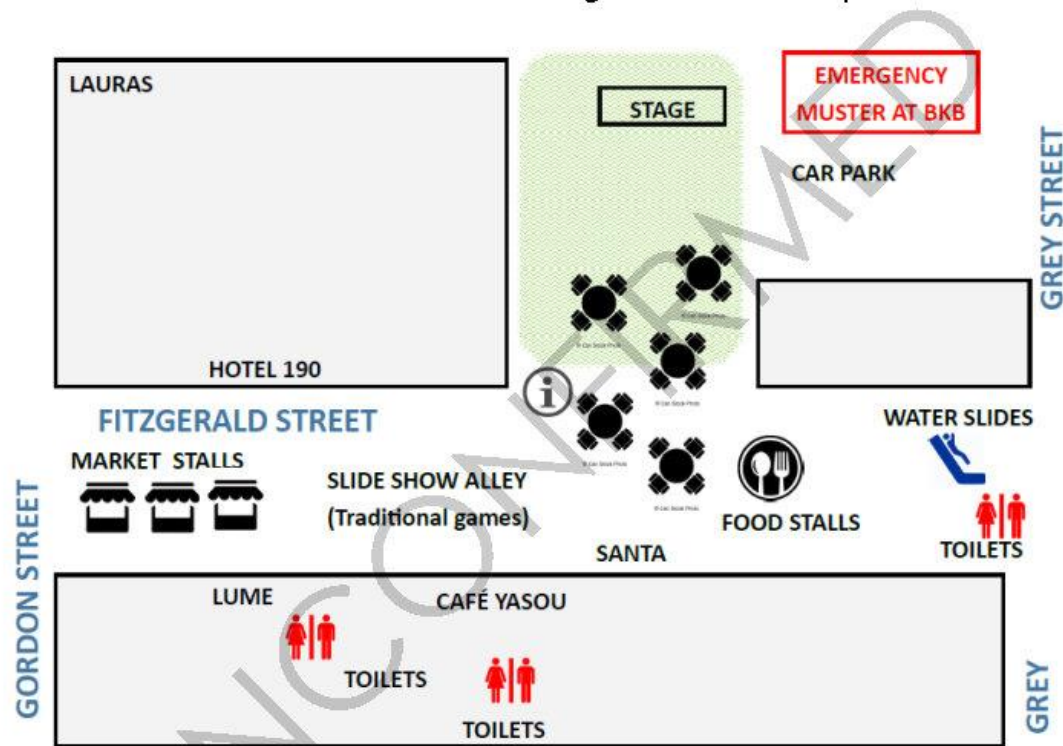 LAURAS
STAGE
EMERGENCY
MUSTER AT BKB
CAR PARK
GREY STREET
HOTEL 190
FITZGERALD STREET
WATER SLIDES
MARKET STALLS
SLIDE SHOW ALLEY
(Traditional games)
FOOD STALLS
TOILETS
SANTA
GORDON STREET
LUME
CAFÉ YASOU
TOILETS
TOILETS
GREY